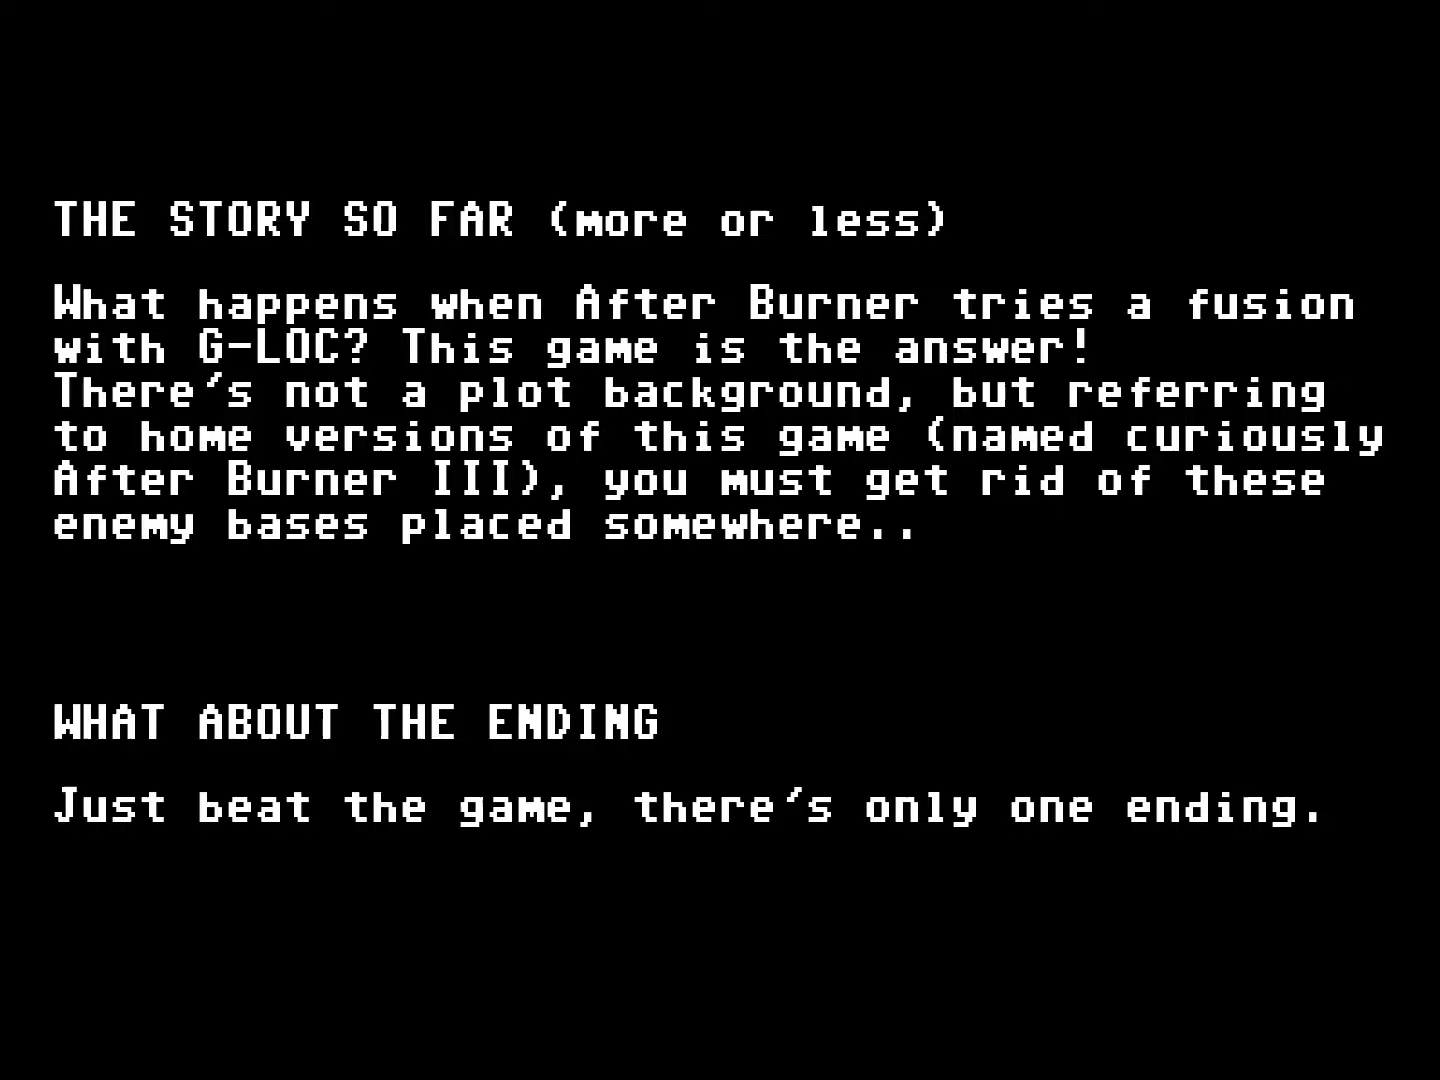 THE STORY SO FAR (more or less)
What happens when After Burner tries a fusion
with G-LOC? This game is the answer!
There's not a plot background, but referring
to home versions of this game (named curiously
After Burner III), you must get rid of these
enemy bases placed somewhere..
WHAT ABOUT THE ENDING
Just beat the game, there's only one ending.